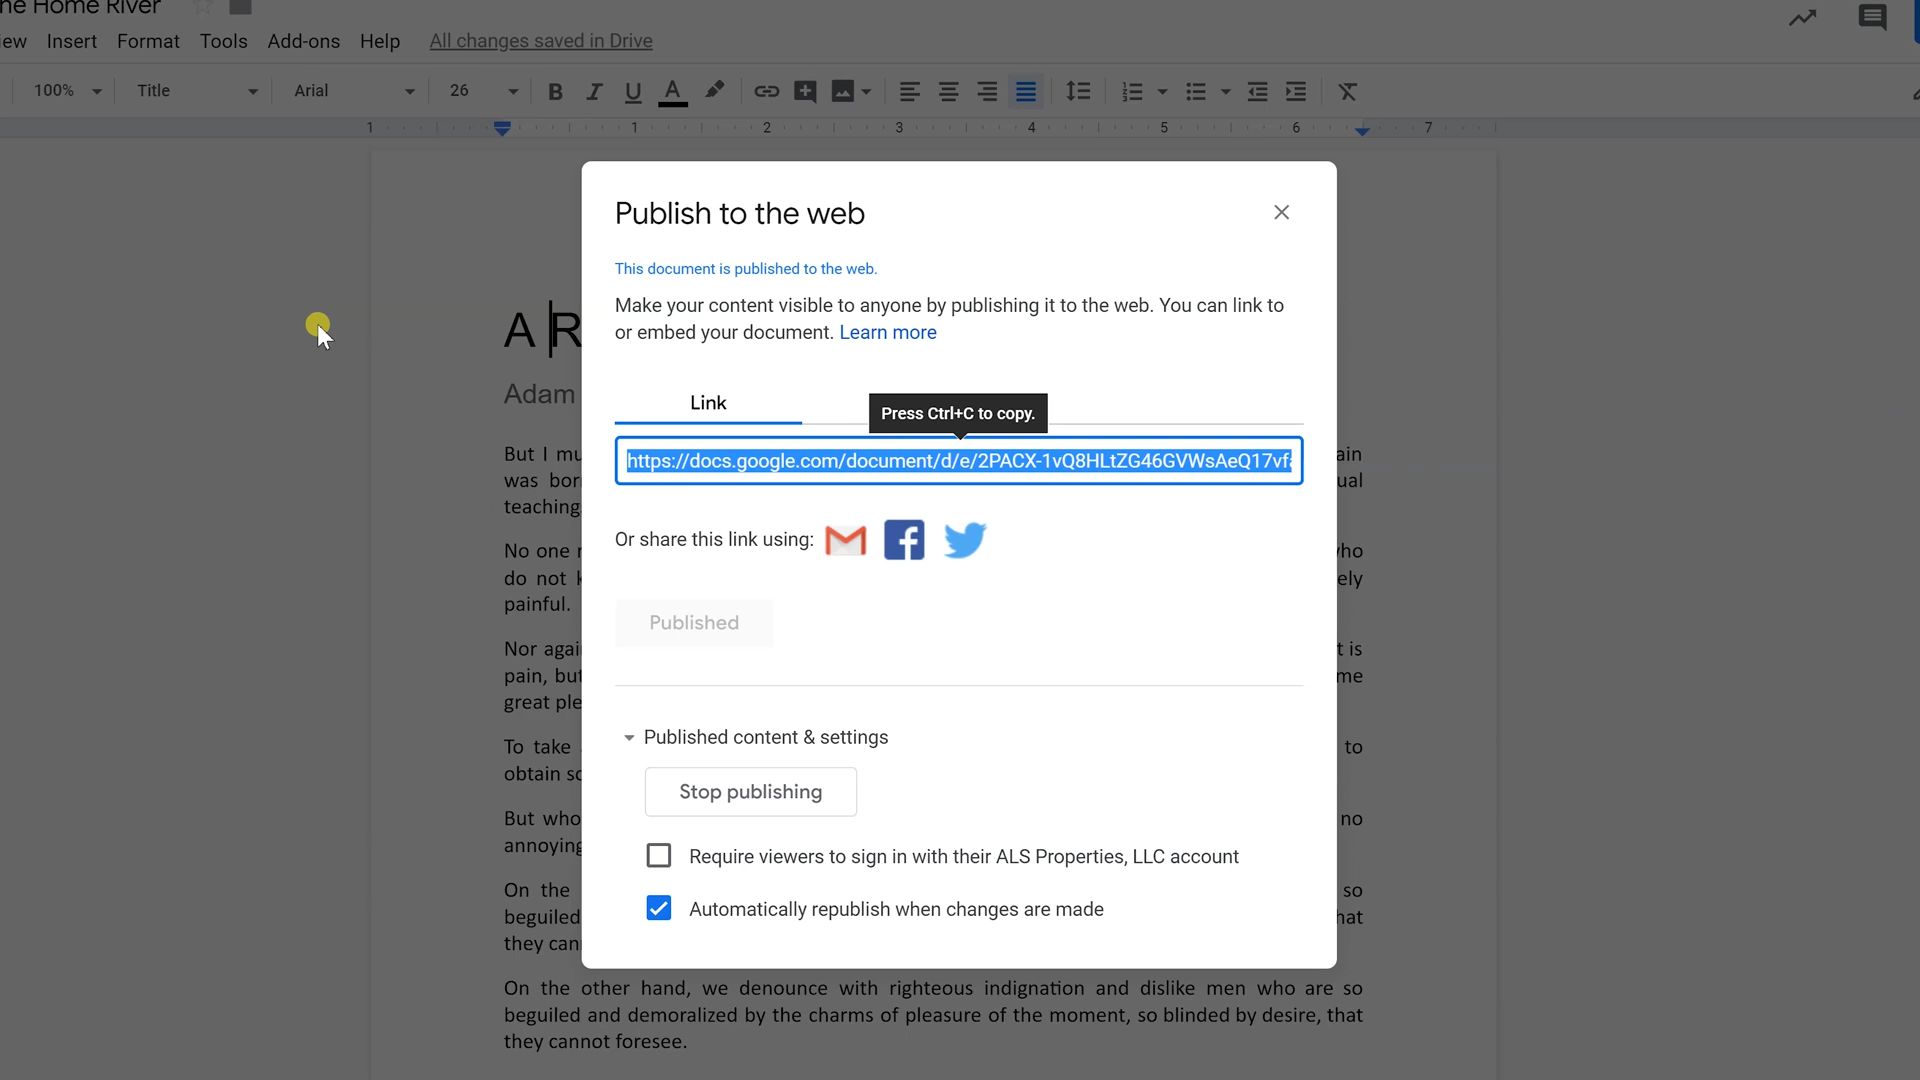 he Home River
ew Insert Format Tools Add-ons Help All changes saved in Drive
100% Title Arial 26 B I U A
1 1 2 3 4 5 6 7
Publish to the web
This document is published to the web.
Make your content visible to anyone by publishing it to the web. You can link to
or embed your document. Learn more
A R
Adam
Link
Press Ctrl+C to copy.
https://docs.google.com/document/d/e/2PACX-1vQ8HLtZG46GVWsAeQ17vf
Or share this link using:
Published
Published content & settings
Stop publishing
Require viewers to sign in with their ALS Properties, LLC account
Automatically republish when changes are made
But I mu ain
was bor ual
teaching
No one ho
do not k ely
painful.
Nor agai t is
pain, but me
great ple
To take to
obtain so
But who no
annoying
On the so
beguiled hat
they can
On the other hand, we denounce with righteous indignation and dislike men who are so
beguiled and demoralized by the charms of pleasure of the moment, so blinded by desire, that
they cannot foresee.